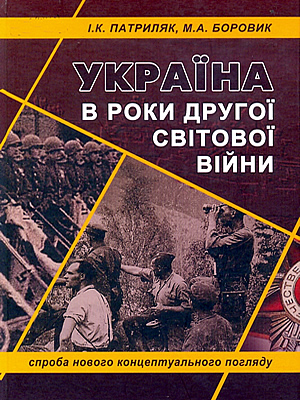 І.К. ПАТРИЛЯК, М.А. БОРОВИК
УКРАЇНА
В РОКИ ДРУГОЇ
СВІТОВОЇ
ВІЙНИ
спроба нового концептуального погляду